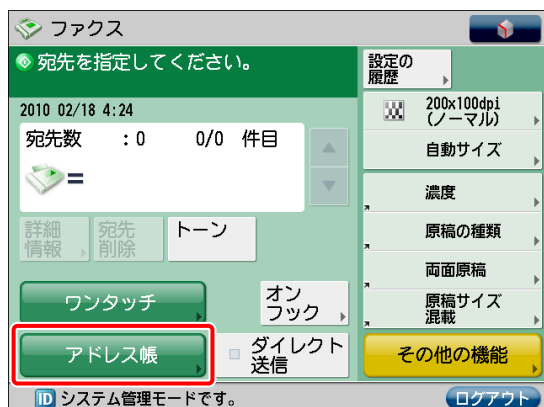 ファクス
宛先を指定してください。
設定の
履歴
2010 02/18 4:24
宛先数 :0 0/0 件目
=
200x100dpi
(ノーマル)
自動サイズ
濃度
原稿の種類
両面原稿
原稿サイズ
混載
詳細
情報
宛先
削除
トーン
ワンタッチ
オン
フック
アドレス帳
ダイレクト
送信
その他の機能
ID システム管理モードです。
ログアウト